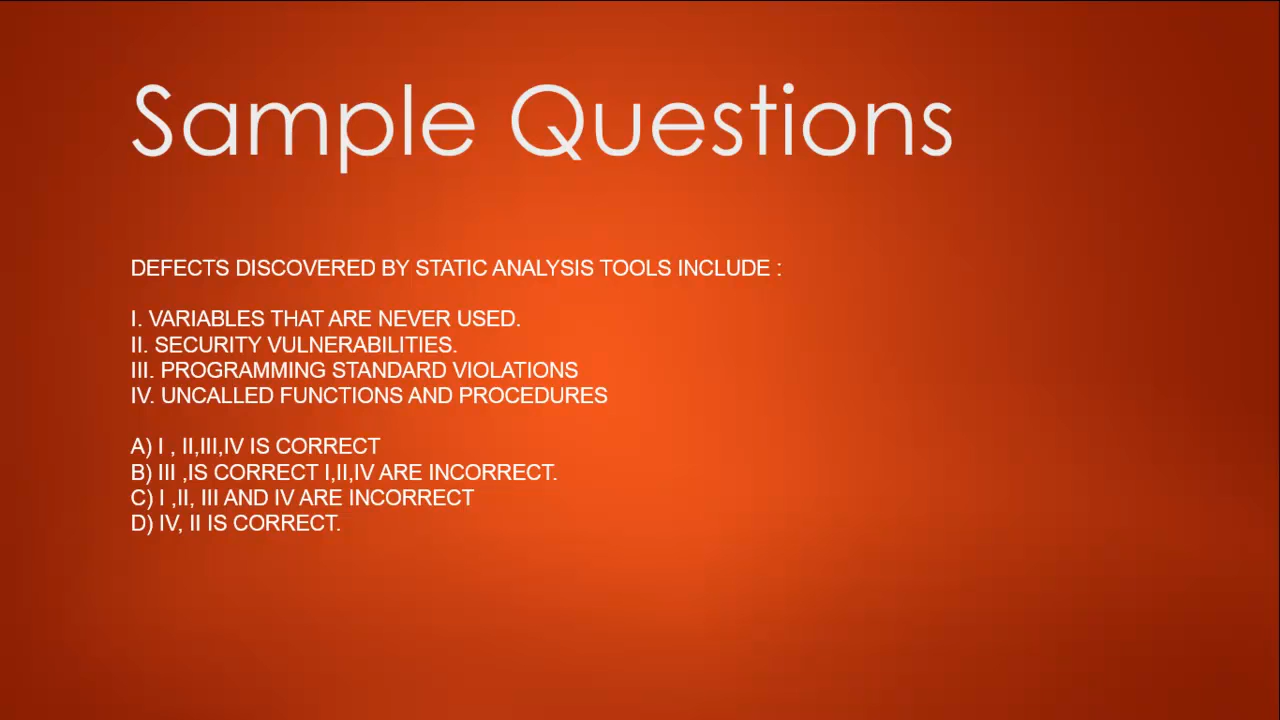 Sample Questions
DEFECTS DISCOVERED BY STATIC ANALYSIS TOOLS INCLUDE :
I. VARIABLES THAT ARE NEVER USED.
II. SECURITY VULNERABILITIES.
III. PROGRAMMING STANDARD VIOLATIONS
IV. UNCALLED FUNCTIONS AND PROCEDURES
A) I , II,III,IV IS CORRECT
B) III ,IS CORRECT I,II,IV ARE INCORRECT.
C) I ,II, III AND IV ARE INCORRECT
D) IV, II IS CORRECT.